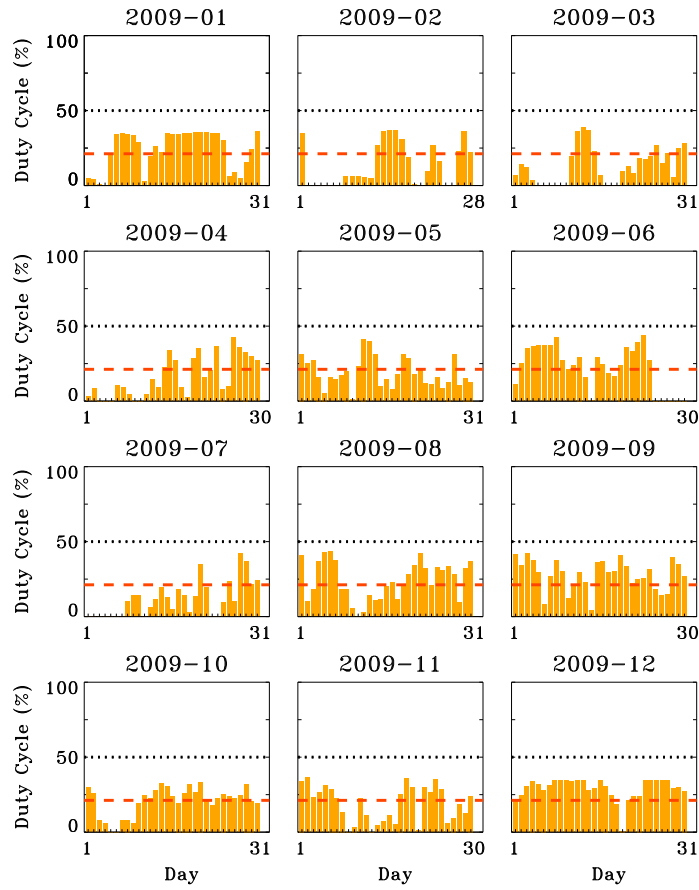 2009-01 2009-02 2009-03
Duty Cycle (%)
100
50
0
1 31 1 28 1 31
2009-04 2009-05 2009-06
Duty Cycle (%)
100
50
0
1 30 1 31 1 30
2009-07 2009-08 2009-09
Duty Cycle (%)
100
50
0
1 31 1 31 1 30
2009-10 2009-11 2009-12
Duty Cycle (%)
100
50
0
1 31 1 30 1 31
Day Day Day